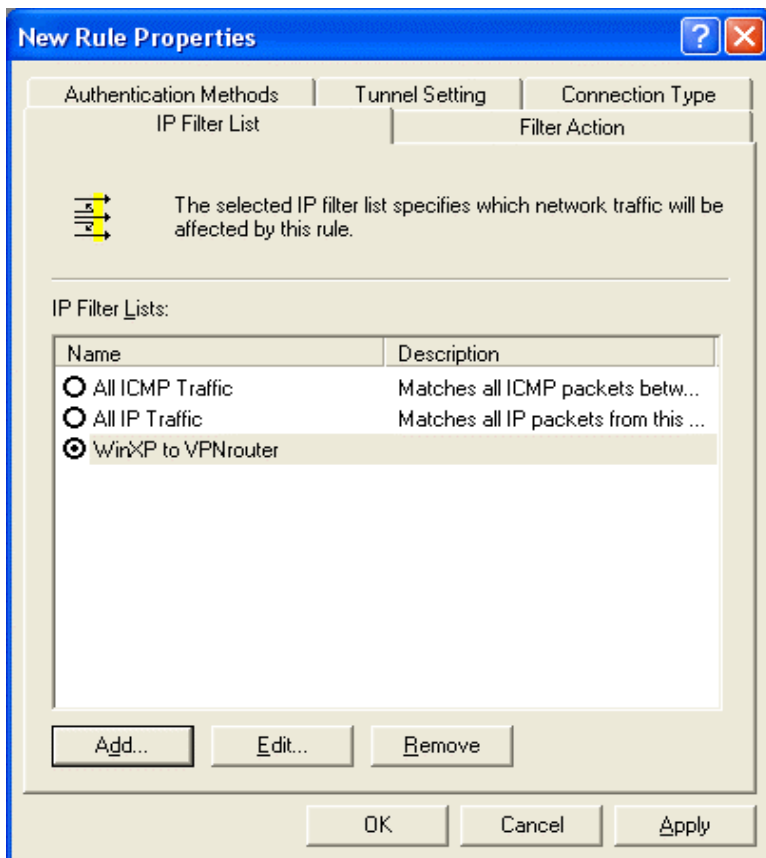 New Rule Properties
Authentication Methods Tunnel Setting Connection Type
IP Filter List Filter Action
The selected IP filter list specifies which network traffic will be
affected by this rule.
IP Filter Lists:
Name Description
All ICMP Traffic Matches all ICMP packets betw...
All IP Traffic Matches all IP packets from this ...
WinXP to VPNrouter
Add... Edit... Remove
OK Cancel Apply